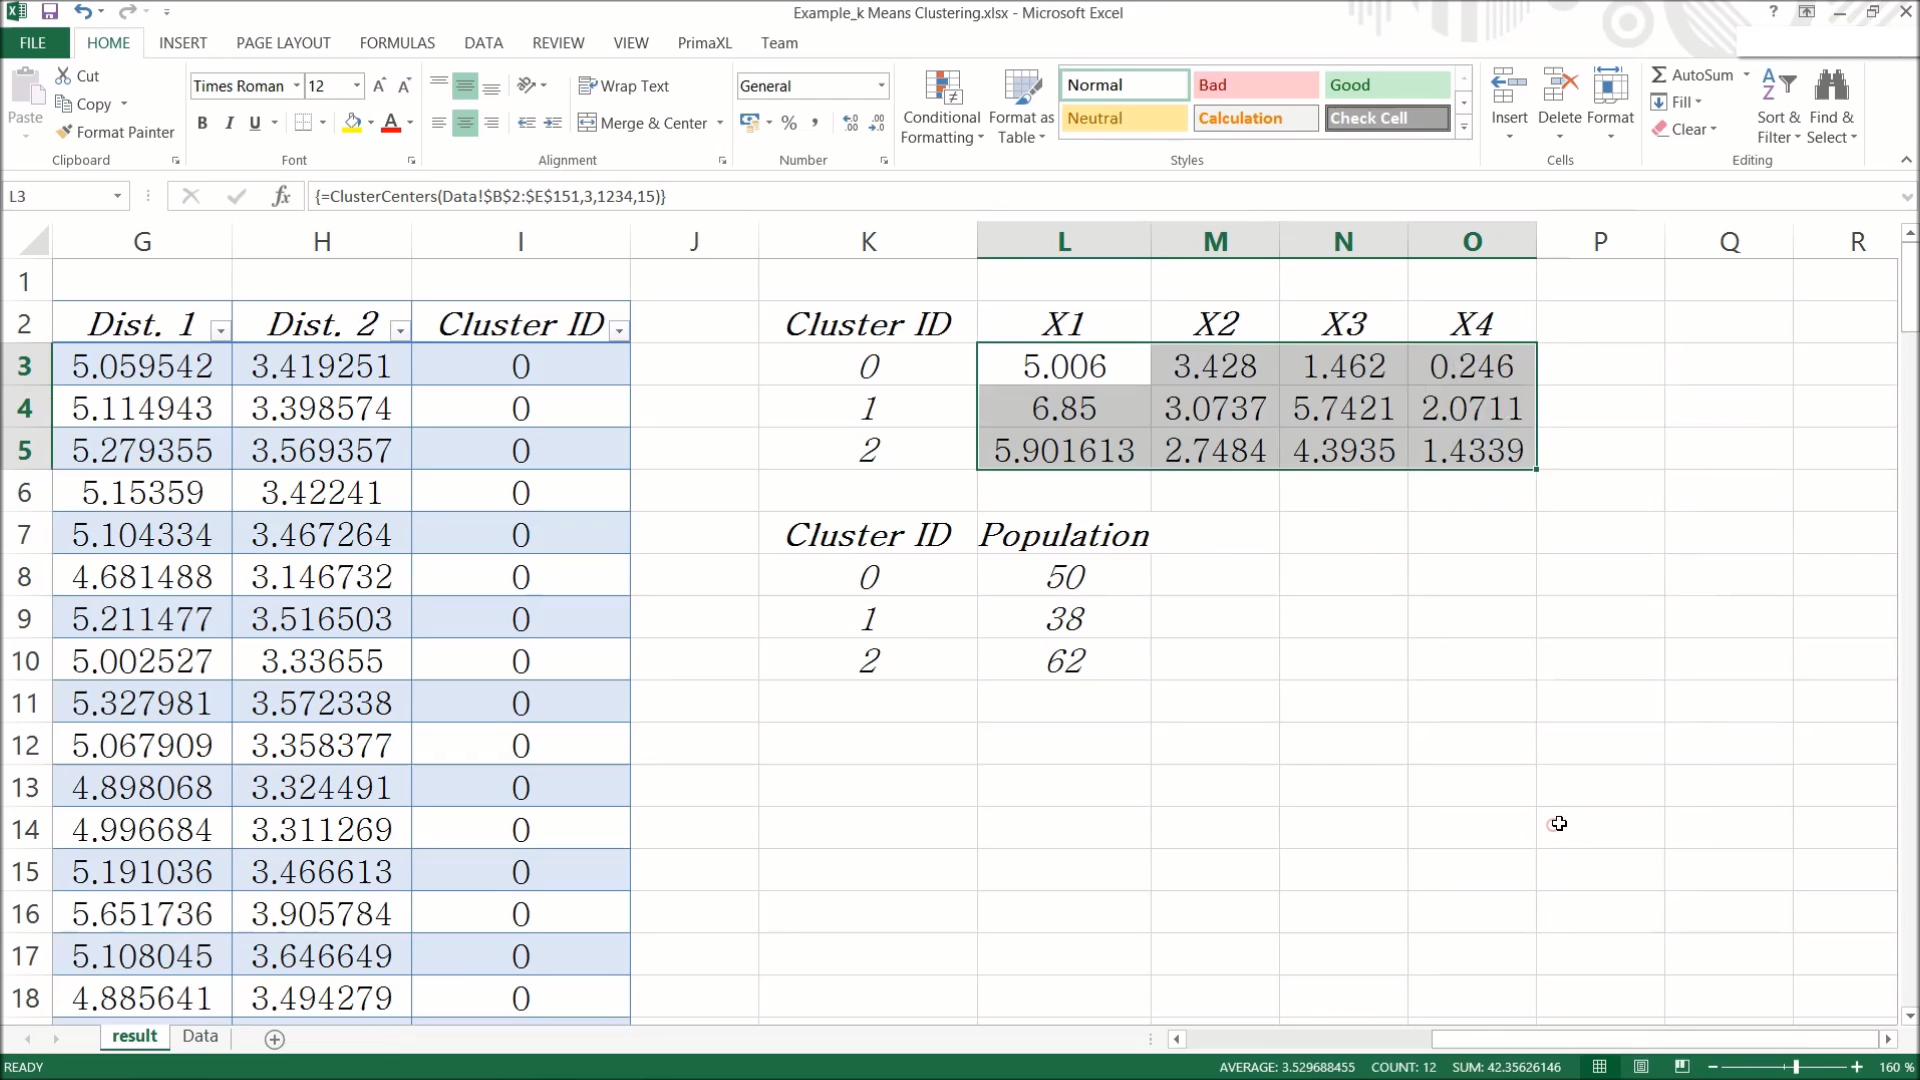 Example_k Means Clustering.xlsx - Microsoft Excel ?
FILE HOME INSERT PAGE LAYOUT FORMULAS DATA REVIEW VIEW PrimaXL Team
Paste Cut Copy Format Painter Clipboard
Times Roman 12 A A B I U A Font
Wrap Text Merge & Center Alignment
General % , .00 Number
Conditional Formatting Format as Table
Normal Bad Good
Neutral Calculation Check Cell
Styles
Insert Delete Format Cells
AutoSum Fill Clear Sort & Filter Find & Select Editing
L3 fx {=ClusterCenters(Data!$B$2:$E$151,3,1234,15)}
G H I J K L M N O P Q R
1
2 Dist. 1 Dist. 2 Cluster ID Cluster ID X1 X2 X3 X4
3 5.059542 3.419251 0 0 5.006 3.428 1.462 0.246
4 5.114943 3.398574 0 1 6.85 3.0737 5.7421 2.0711
5 5.279355 3.569357 0 2 5.901613 2.7484 4.3935 1.4339
6 5.15359 3.42241 0
7 5.104334 3.467264 0 Cluster ID Population
8 4.681488 3.146732 0 0 50
9 5.211477 3.516503 0 1 38
10 5.002527 3.33655 0 2 62
11 5.327981 3.572338 0
12 5.067909 3.358377 0
13 4.898068 3.324491 0
14 4.996684 3.311269 0
15 5.191036 3.466613 0
16 5.651736 3.905784 0
17 5.108045 3.646649 0
18 4.885641 3.494279 0
result Data
READY AVERAGE: 3.529688455 COUNT: 12 SUM: 42.35626146 160 %